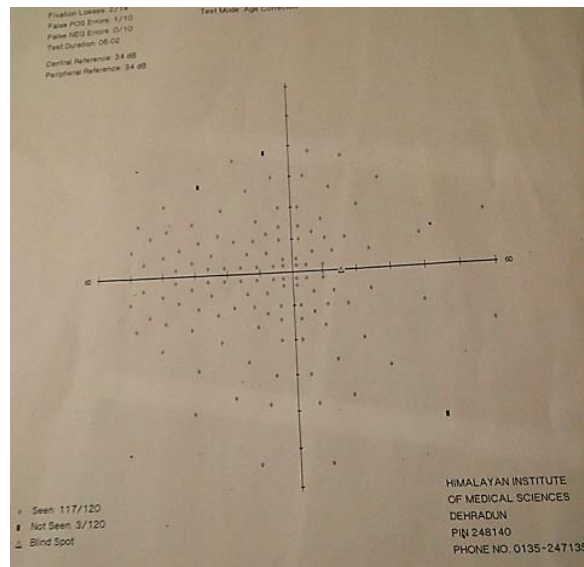 Fixation Losses: 2/14
Test Mode: Age Corrected
False POS Errors: 1/10
False NEG Errors: 0/10
Test Duration: 05:02
Central Reference: 34 dB
Peripheral Reference: 34 dB
60
60
Seen 117/120
Not Seen 3/120
Blind Spot
HIMALAYAN INSTITUTE
OF MEDICAL SCIENCES
DEHRADUN
PIN 248140
PHONE NO. 0135-247135